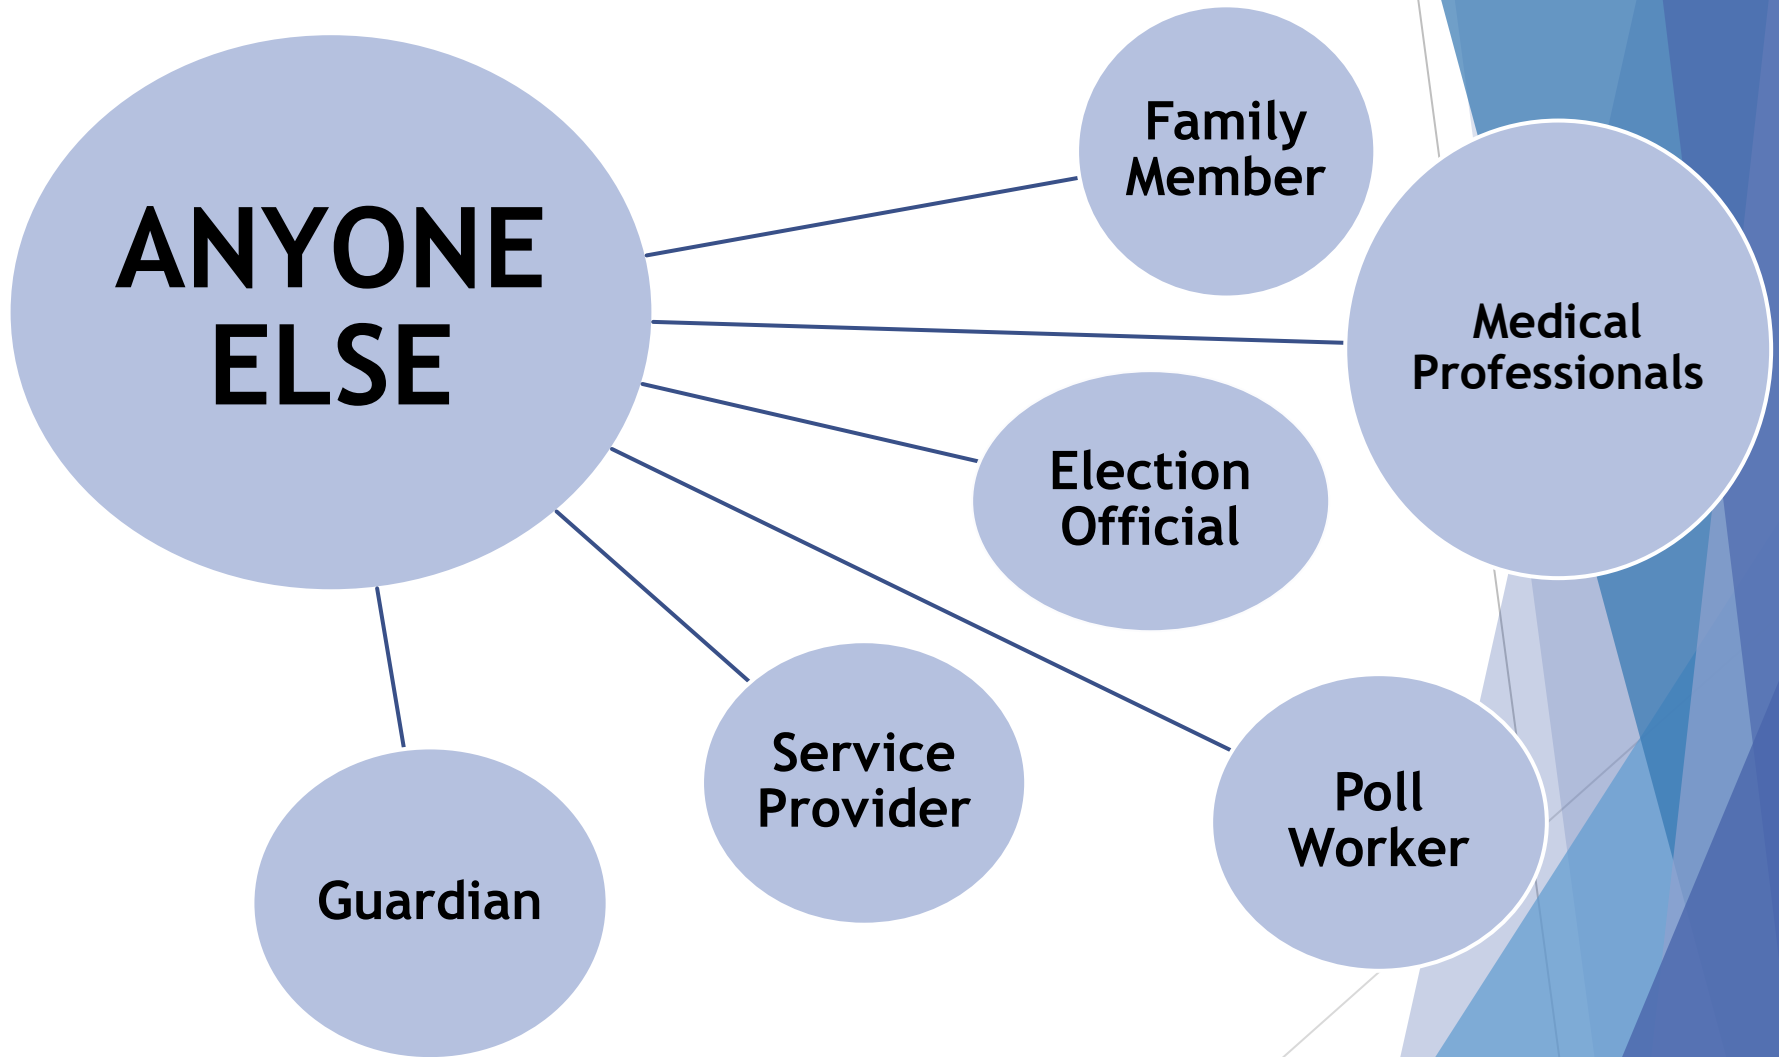 ANYONE
ELSE
Family
Member
Medical
Professionals
Election
Official
Poll
Worker
Service
Provider
Guardian